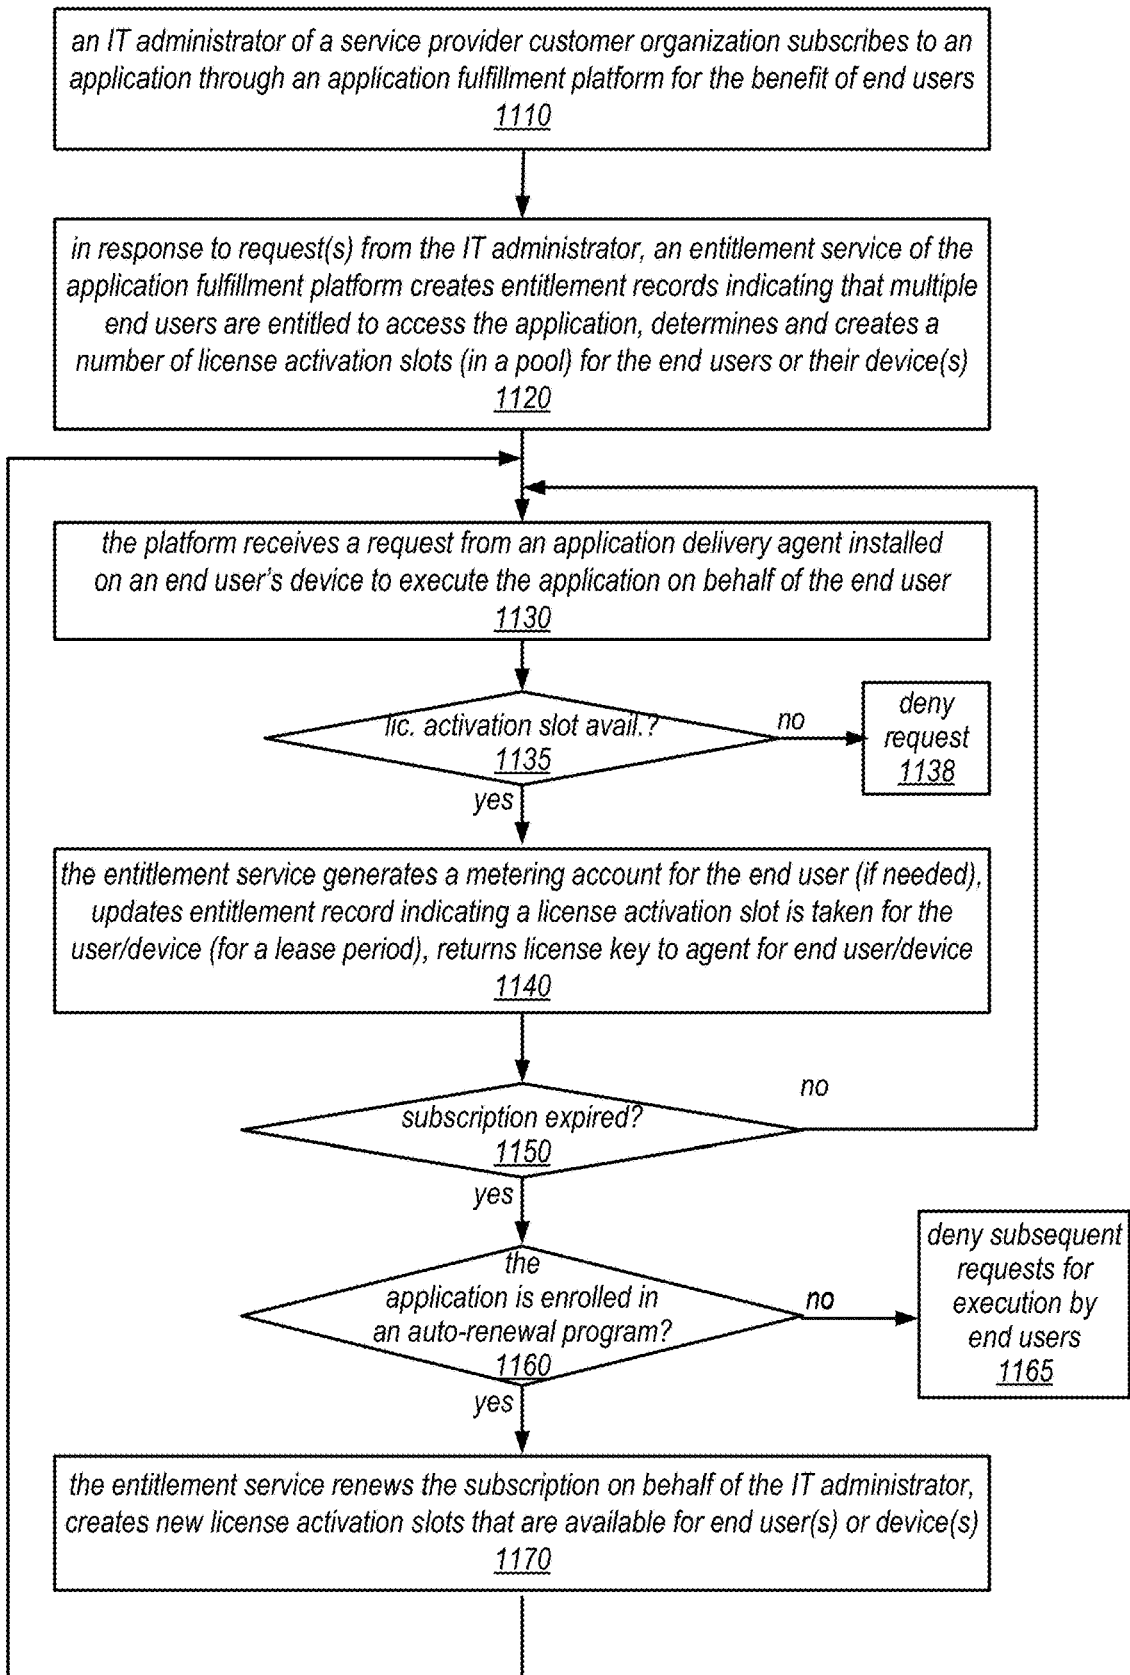 an IT administrator of a service provider customer organization subscribes to an
application through an application fulfillment platform for the benefit of end users
1110
in response to request(s) from the IT administrator, an entitlement service of the
application fulfillment platform creates entitlement records indicating that multiple
end users are entitled to access the application, determines and creates a
number of license activation slots (in a pool) for the end users or their device(s)
1120
the platform receives a request from an application delivery agent installed
on an end user's device to execute the application on behalf of the end user
1130
lic. activation slot avail.?
1135
no
deny
request
1138
yes
the entitlement service generates a metering account for the end user (if needed),
updates entitlement record indicating a license activation slot is taken for the
user/device (for a lease period), returns license key to agent for end user/device
1140
subscription expired?
1150
no
yes
the
application is enrolled in
an auto-renewal program?
1160
no
deny subsequent
requests for
execution by
end users
1165
yes
the entitlement service renews the subscription on behalf of the IT administrator,
creates new license activation slots that are available for end user(s) or device(s)
1170